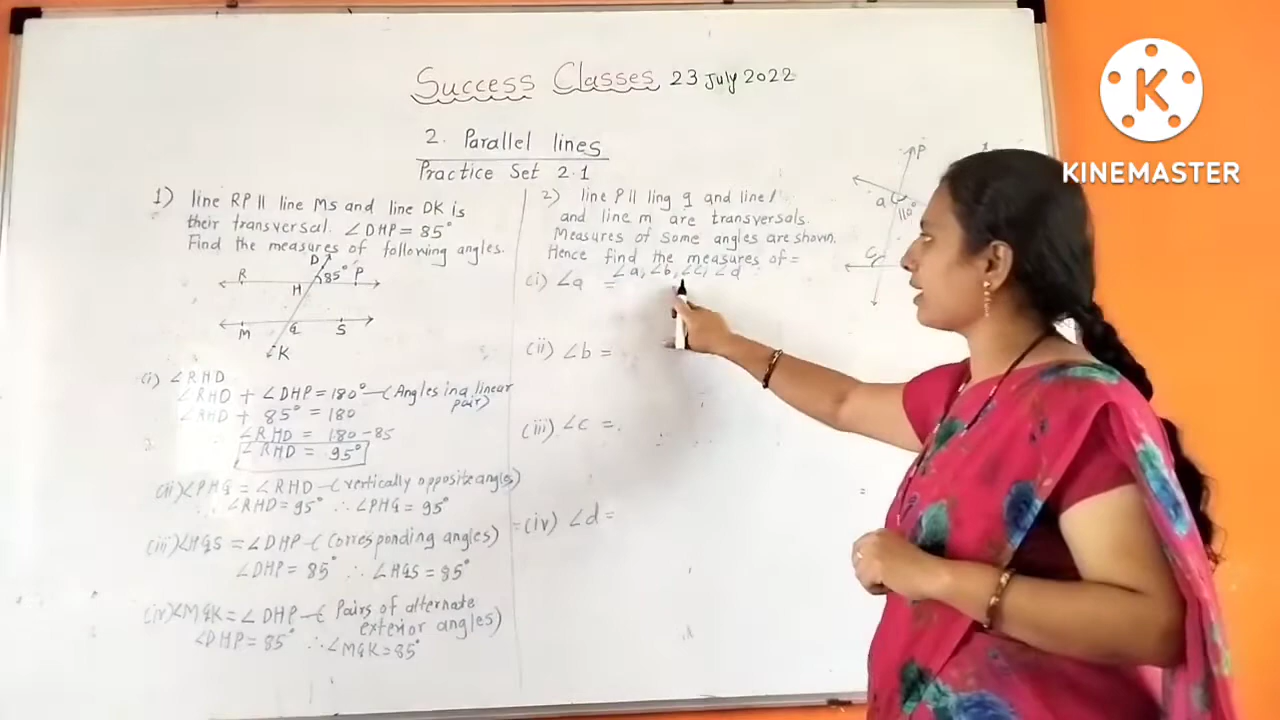 Success Classes 23 July 2022
2. Parallel lines
Practice Set 2.1
1) line RP || line Ms and line DK is
their transversal. ∠DHP = 85°
Find the measures of following angles.
D
R
85° P
H
M
G
S
K
(i) ∠RHD
∠RHD + ∠DHP = 180° — (Angles in a linear pair)
∠RHD + 85° = 180
∠RHD = 180 - 85
∠RHD = 95°
(ii) ∠PHG = ∠RHD — (vertically opposite angles)
∠RHD = 95° ∴ ∠PHG = 95°
(iii) ∠HGS = ∠DHP — (Corresponding angles)
∠DHP = 85° ∴ ∠HGS = 85°
(iv) ∠MGK = ∠DHP — ( Pairs of alternate
exterior angles)
∠DHP = 85° ∴ ∠MGK = 85°
2) line P || ling q and line l
and line m are transversals.
Measures of some angles are shown.
Hence find the measures of =
∠a, ∠b, ∠c, ∠d
(i) ∠a =
(ii) ∠b =
(iii) ∠c =.
= (iv) ∠d =
P
a
110°
C
K
KINEMASTER